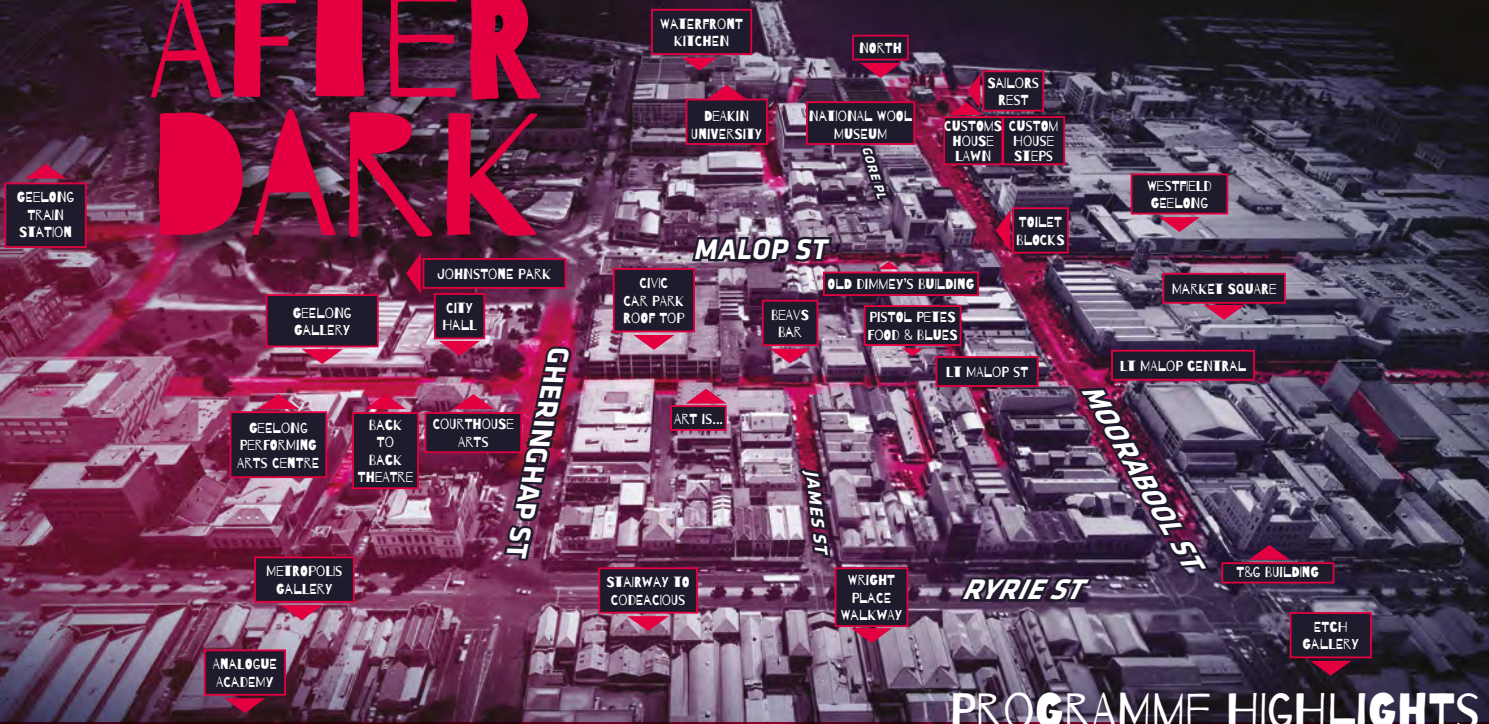 AFTER
DARK
WATERFRONT
KITCHEN
NORTH
SAILORS
REST
DEAKIN
UNIVERSITY
NATIONAL WOOL
MUSEUM
CUSTOMS
HOUSE
LAWN
CUSTOM
HOUSE
STEPS
GORE PL
GEELONG
TRAIN
STATION
WESTFIELD
GEELONG
TOILET
BLOCKS
MALOP ST
JOHNSTONE PARK
OLD DIMMEY'S BUILDING
MARKET SQUARE
GEELONG
GALLERY
CITY
HALL
CIVIC
CAR PARK
ROOF TOP
BEAVS
BAR
PISTOL PETES
FOOD & BLUES
LT MALOP ST
LT MALOP CENTRAL
GHERINGHAP ST
GEELONG
PERFORMING
ARTS CENTRE
BACK
TO
BACK
THEATRE
COURTHOUSE
ARTS
ART IS...
JAMES ST
MOORABOOL ST
METROPOLIS
GALLERY
STAIRWAY TO
CODEACIOUS
WRIGHT
PLACE
WALKWAY
RYRIE ST
T&G BUILDING
ETCH
GALLERY
ANALOGUE
ACADEMY
PROGRAMME HIGHLIGHTS